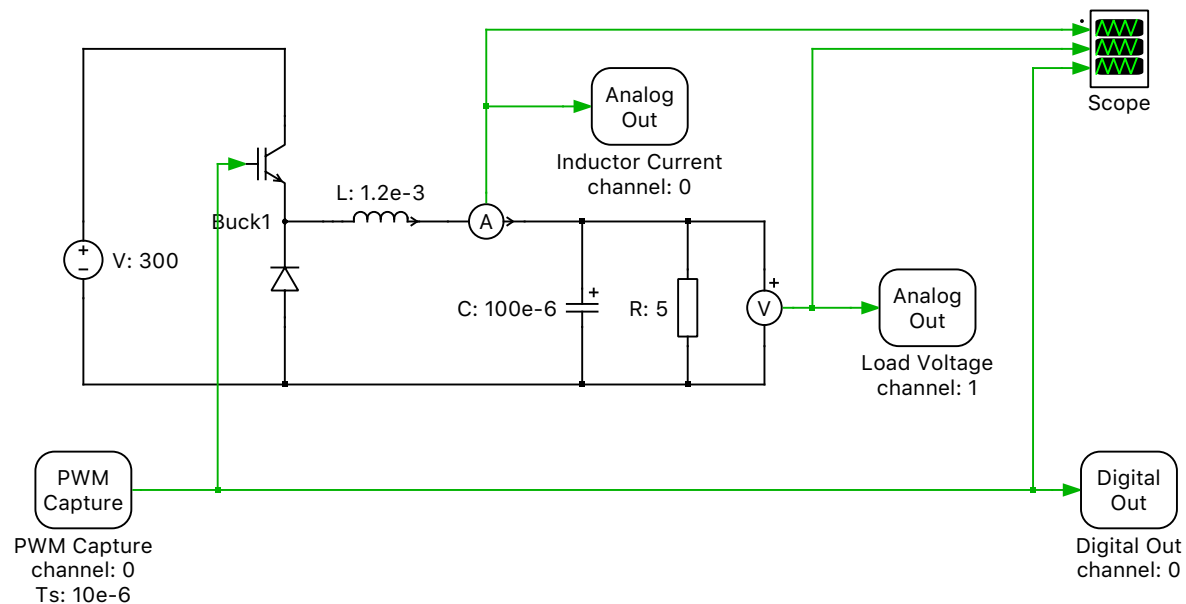 Scope
Analog
Out
Inductor Current
channel: 0
L: 1.2e-3
Buck1
A
V: 300
+
−
C: 100e-6
+
R: 5
V
+
Analog
Out
Load Voltage
channel: 1
PWM
Capture
PWM Capture
channel: 0
Ts: 10e-6
Digital
Out
Digital Out
channel: 0